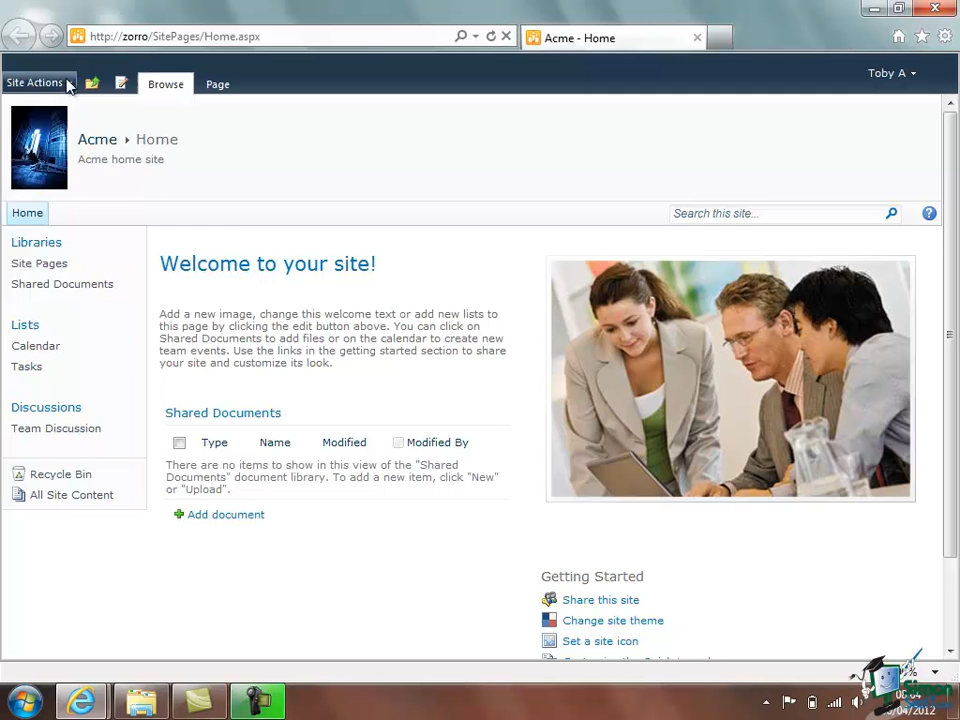 http://zorro/SitePages/Home.aspx
Acme - Home
Site Actions
Browse
Page
Toby A
Acme
Home
Acme home site
Home
Search this site...
Libraries
Site Pages
Shared Documents
Lists
Calendar
Tasks
Discussions
Team Discussion
Recycle Bin
All Site Content
Welcome to your site!
Add a new image, change this welcome text or add new lists to
this page by clicking the edit button above. You can click on
Shared Documents to add files or on the calendar to create new
team events. Use the links in the getting started section to share
your site and customize its look.
Shared Documents
Type
Name
Modified
Modified By
There are no items to show in this view of the "Shared
Documents" document library. To add a new item, click "New"
or "Upload".
Add document
Getting Started
Share this site
Change site theme
Set a site icon
Simon